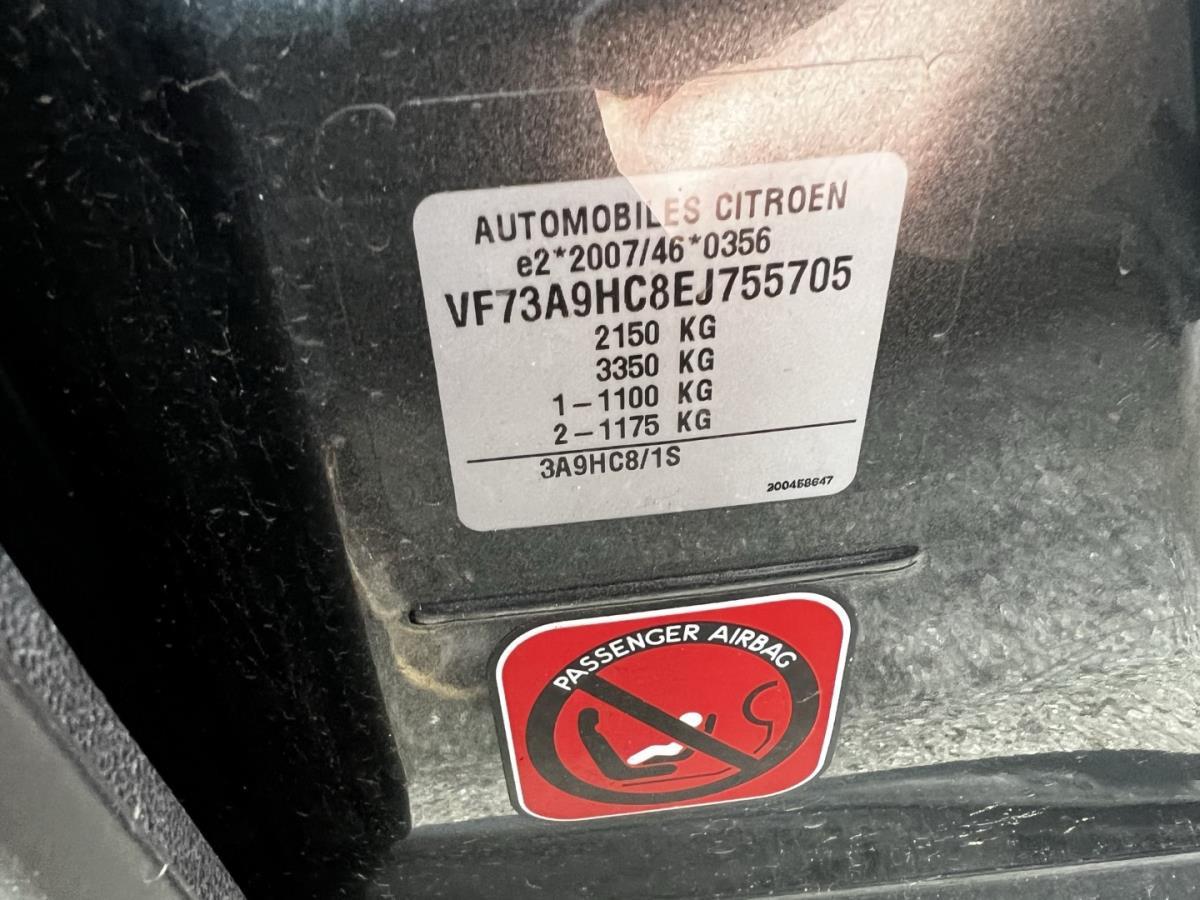 AUTOMOBILES CITROEN
e2*2007/46*0356
VF73A9HC8EJ755705
2150 KG
3350 KG
1-1100 KG
2-1175 KG
3A9HC8/1S
200458647
PASSENGER AIRBAG